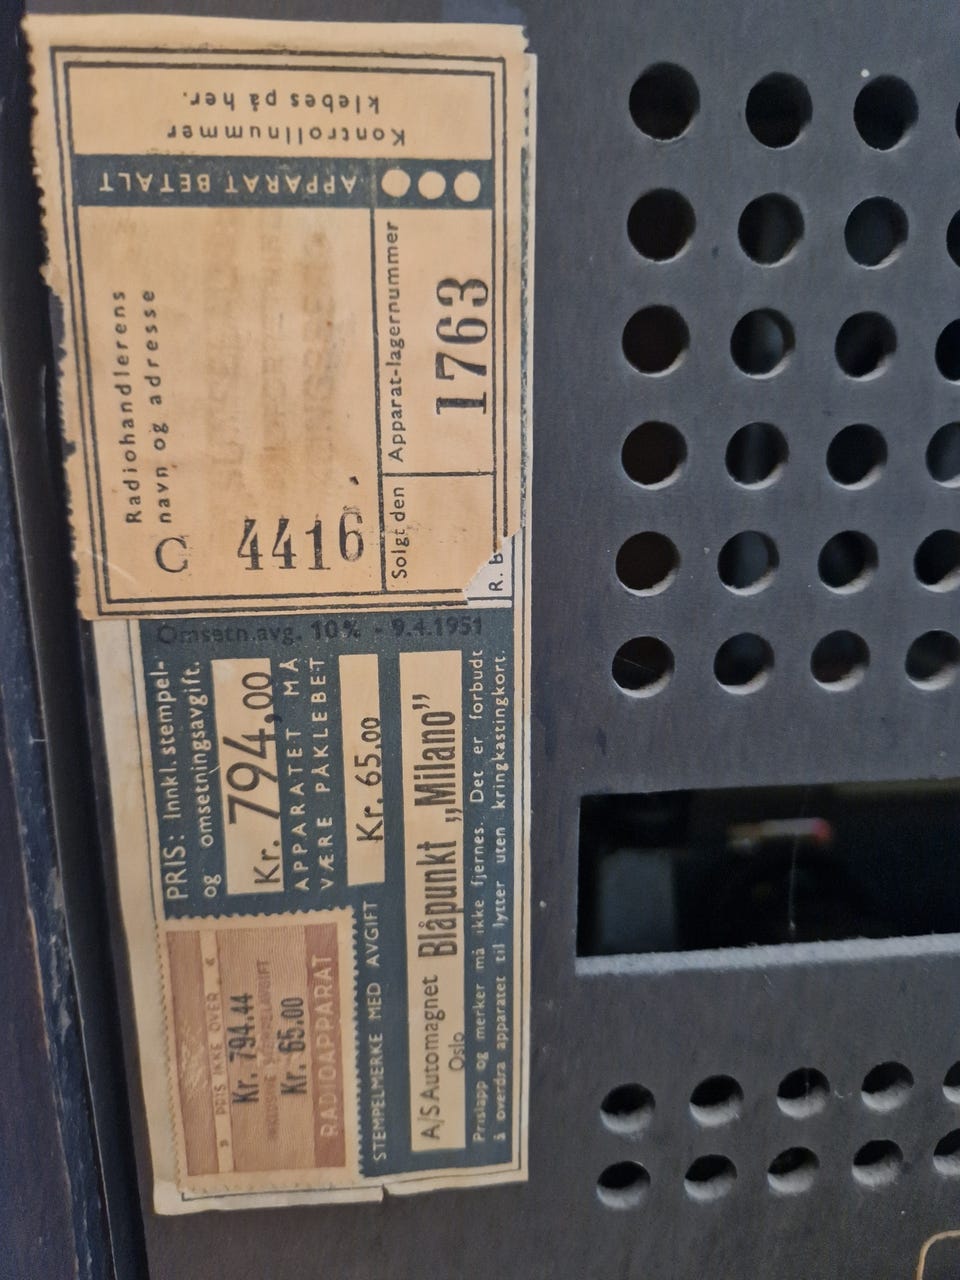 Kontrollnummer
klebes på her.
APPARAT BETALT
Radiohandlerens
navn og adresse
C 4416
Solgt den
Apparat-lagernummer
1763
R. b
Omsetn.avg. 10% - 9.4.1951
PRIS: Innkl. stempel-
og omsetningsavgift.
Kr. 794,00
APPARATET MÅ
VÆRE PÅKLEBET
Kr. 65.00
STEMPELMERKE MED AVGIFT
PRIS IKKE OVER
Kr. 794.44
Kr. 65.00
RADIOAPPARAT
A/S Automagnet Blåpunkt „Milano”
Oslo
Prislapp og merker må ikke fjernes. Det er forbudt
å overdra apparatet til lytter uten kringkastingkort.